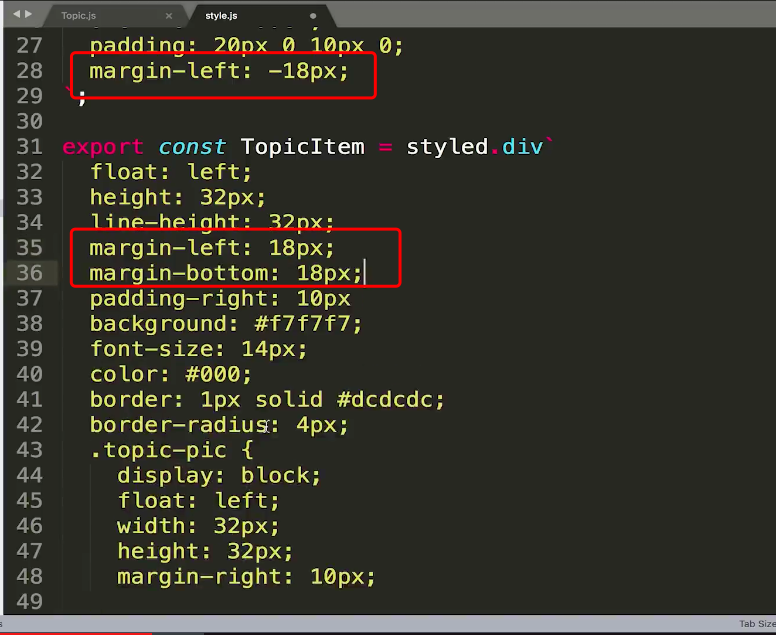 Topic.js × style.js
27 padding: 20px 0 10px 0;
28 margin-left: -18px;
29 `;
30
31 export const TopicItem = styled.div`
32 float: left;
33 height: 32px;
34 line-height: 32px;
35 margin-left: 18px;
36 margin-bottom: 18px;
37 padding-right: 10px
38 background: #f7f7f7;
39 font-size: 14px;
40 color: #000;
41 border: 1px solid #dcdcdc;
42 border-radius: 4px;
43 .topic-pic {
44 display: block;
45 float: left;
46 width: 32px;
47 height: 32px;
48 margin-right: 10px;
49
s Tab Size